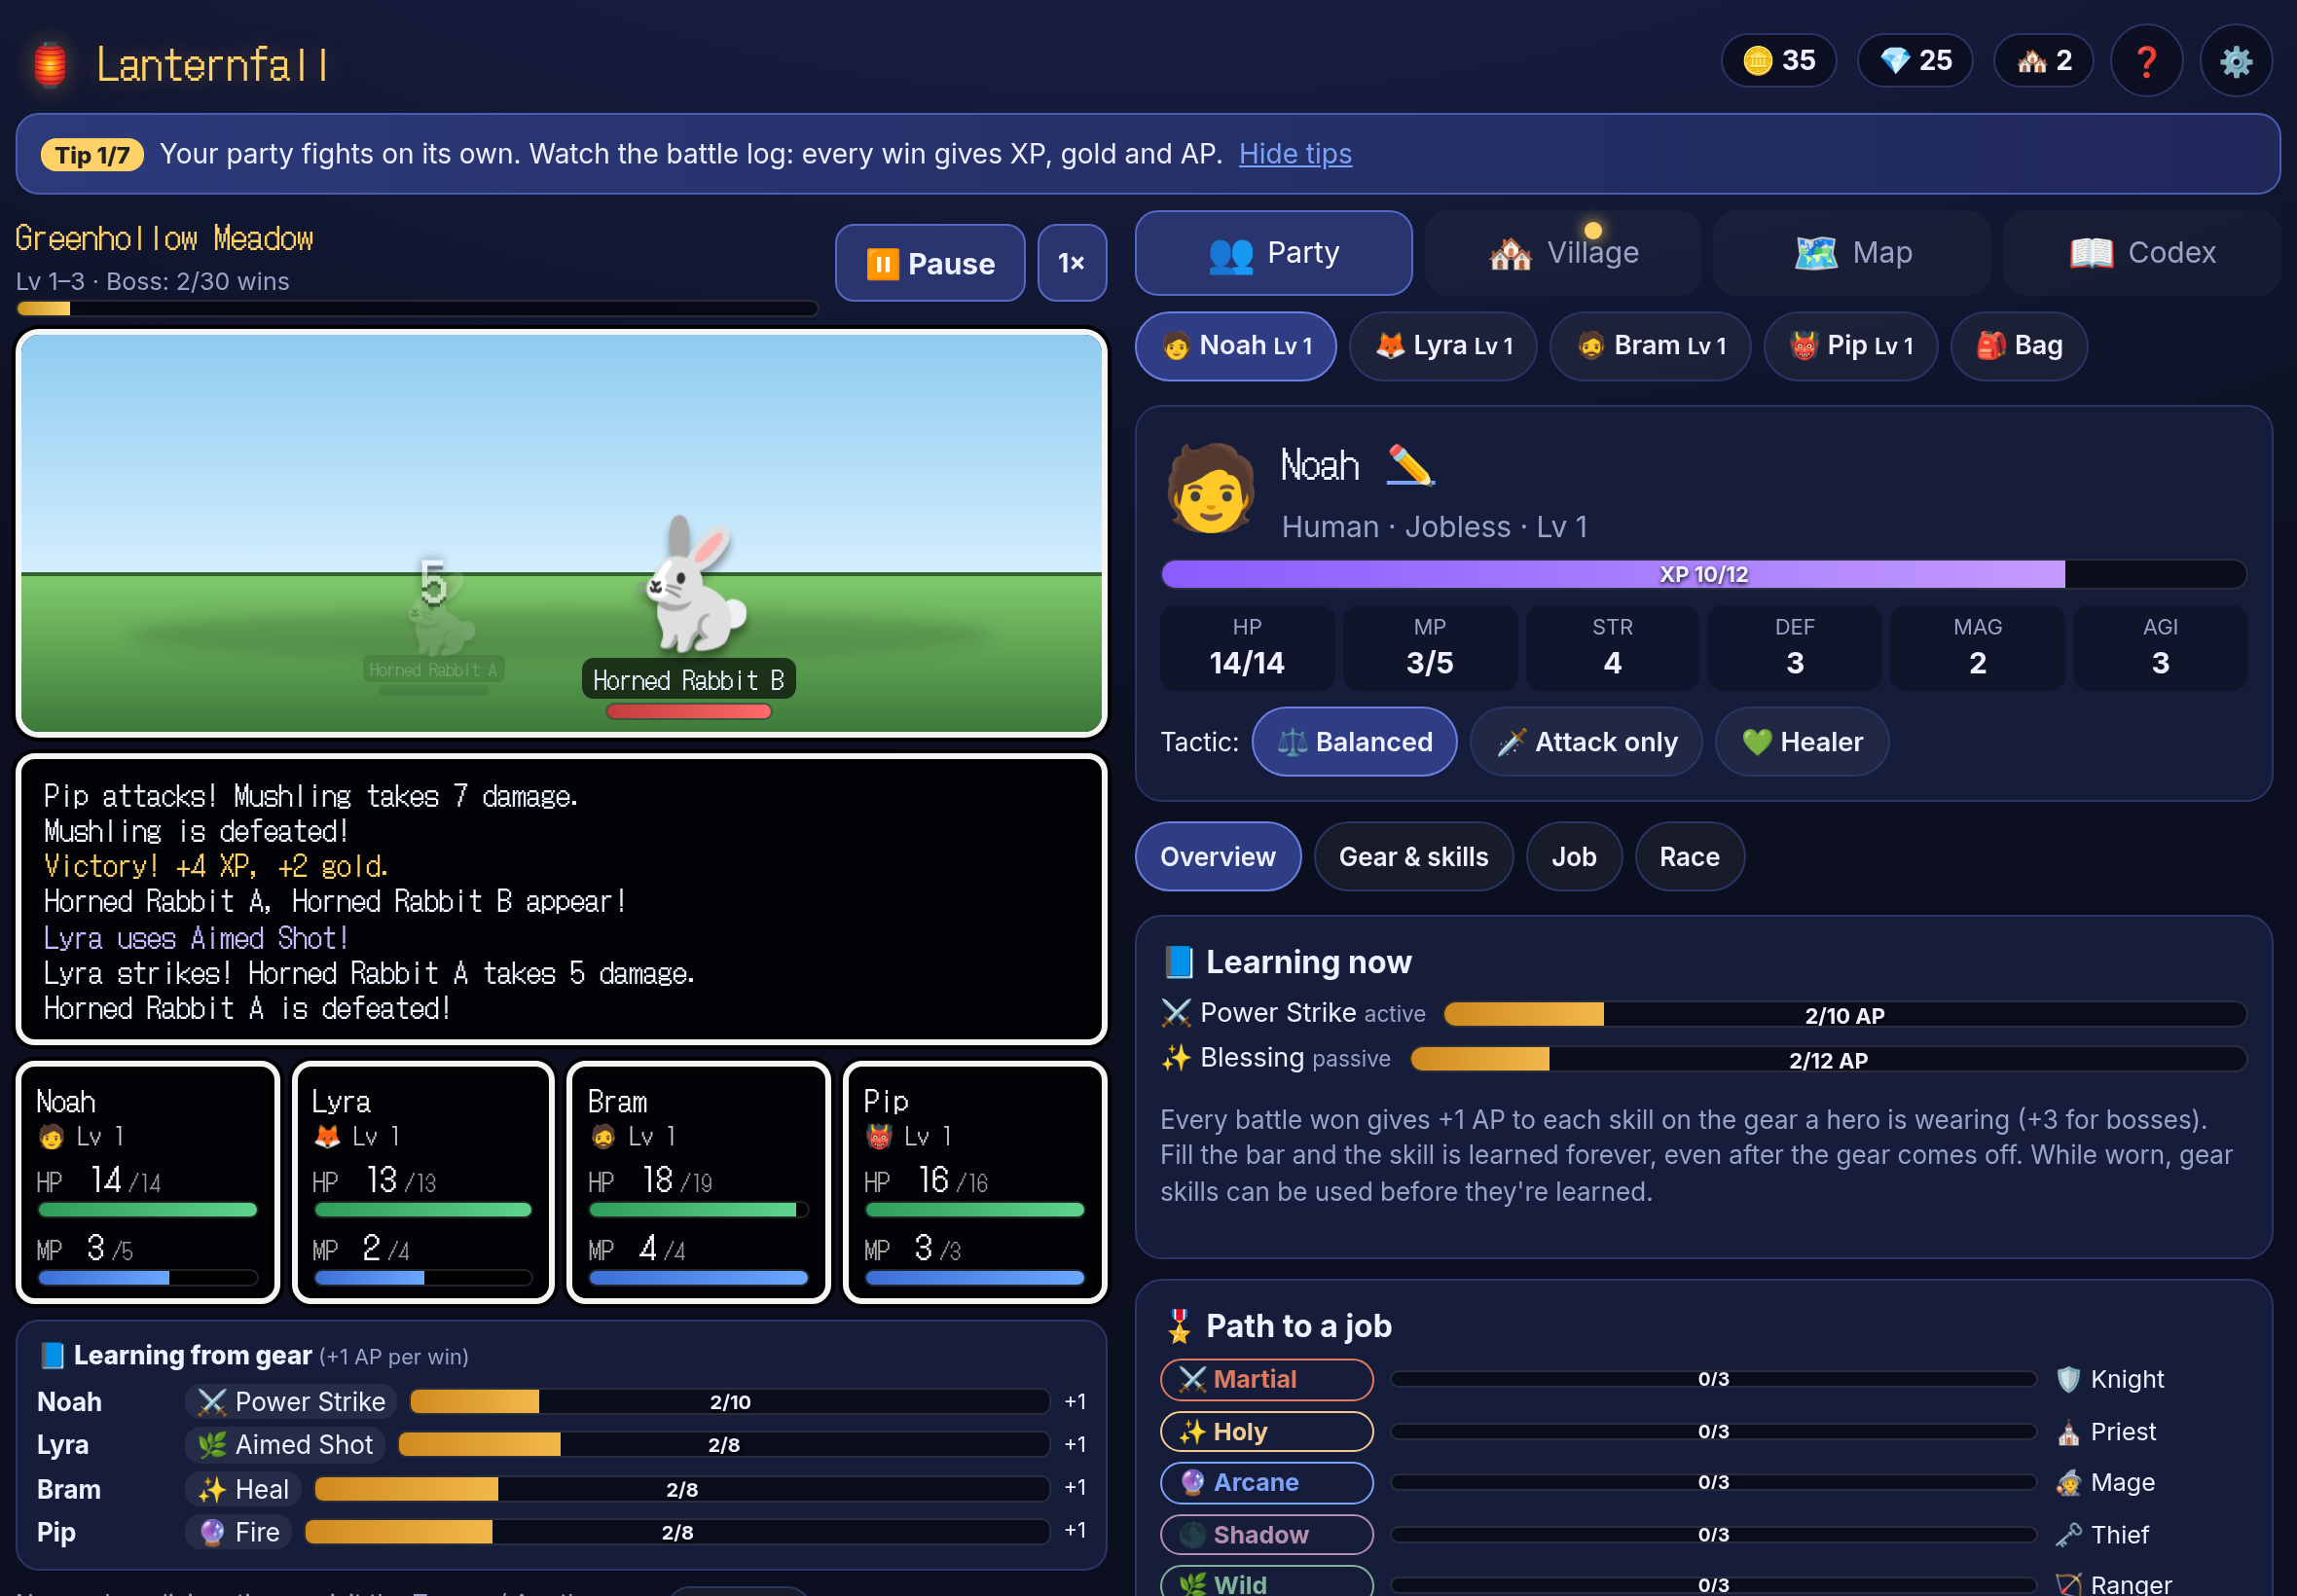 Lanternfall
35
25
2
Tip 1/7 Your party fights on its own. Watch the battle log: every win gives XP, gold and AP. Hide tips
Greenhollow Meadow
Lv 1–3 · Boss: 2/30 wins
Pause
1×
5
Horned Rabbit A
Horned Rabbit B
Pip attacks! Mushling takes 7 damage.
Mushling is defeated!
Victory! +4 XP, +2 gold.
Horned Rabbit A, Horned Rabbit B appear!
Lyra uses Aimed Shot!
Lyra strikes! Horned Rabbit A takes 5 damage.
Horned Rabbit A is defeated!
Noah
Lv 1
HP 14/14
MP 3/5
Lyra
Lv 1
HP 13/13
MP 2/4
Bram
Lv 1
HP 18/19
MP 4/4
Pip
Lv 1
HP 16/16
MP 3/3
Learning from gear (+1 AP per win)
Noah Power Strike 2/10 +1
Lyra Aimed Shot 2/8 +1
Bram Heal 2/8 +1
Pip Fire 2/8 +1
Party
Village
Map
Codex
Noah Lv 1
Lyra Lv 1
Bram Lv 1
Pip Lv 1
Bag
Noah
Human · Jobless · Lv 1
XP 10/12
HP MP STR DEF MAG AGI
14/14 3/5 4 3 2 3
Tactic: Balanced Attack only Healer
Overview Gear & skills Job Race
Learning now
Power Strike active 2/10 AP
Blessing passive 2/12 AP
Every battle won gives +1 AP to each skill on the gear a hero is wearing (+3 for bosses).
Fill the bar and the skill is learned forever, even after the gear comes off. While worn, gear
skills can be used before they're learned.
Path to a job
Martial 0/3 Knight
Holy 0/3 Priest
Arcane 0/3 Mage
Shadow 0/3 Thief
Wild 0/3 Ranger